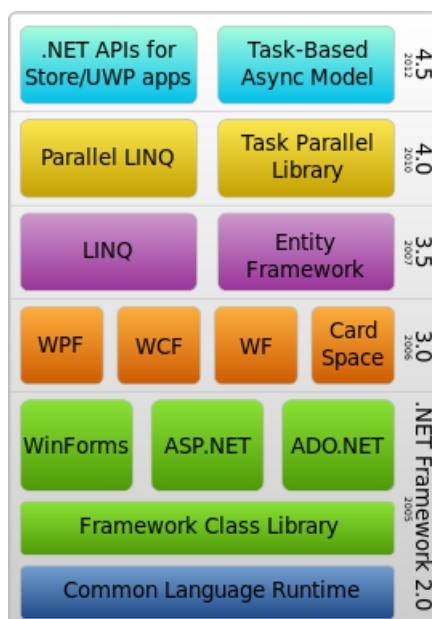 .NET APIs for
Store/UWP apps
Task-Based
Async Model
4.5
2012
Parallel LINQ
Task Parallel
Library
4.0
2010
LINQ
Entity
Framework
3.5
2007
WPF
WCF
WF
Card
Space
3.0
2006
WinForms
ASP.NET
ADO.NET
Framework Class Library
Common Language Runtime
.NET Framework 2.0
2005